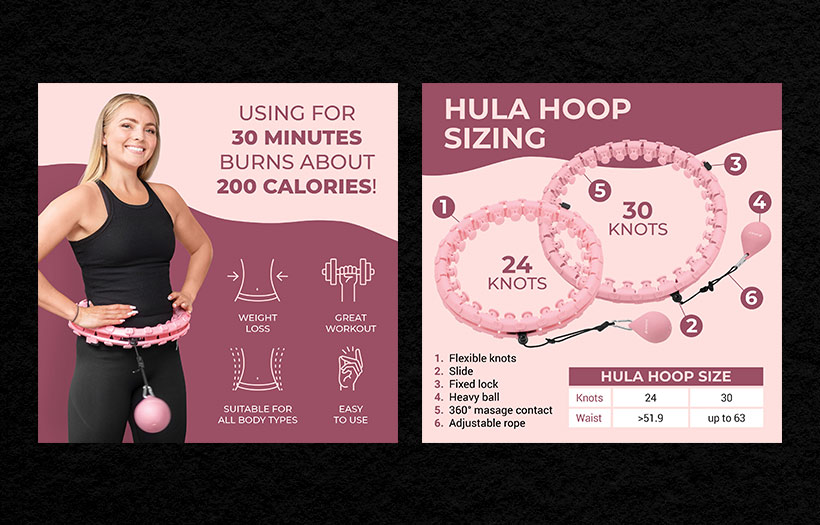 USING FOR
30 MINUTES
BURNS ABOUT
200 CALORIES!
WEIGHT
LOSS
GREAT
WORKOUT
SUITABLE FOR
ALL BODY TYPES
EASY
TO USE
HULA HOOP
SIZING
1
2
3
4
5
6
30
KNOTS
24
KNOTS
1. Flexible knots
2. Slide
3. Fixed lock
4. Heavy ball
5. 360° masage contact
6. Adjustable rope
HULA HOOP SIZE
Knots 24 30
Waist >51.9 up to 63